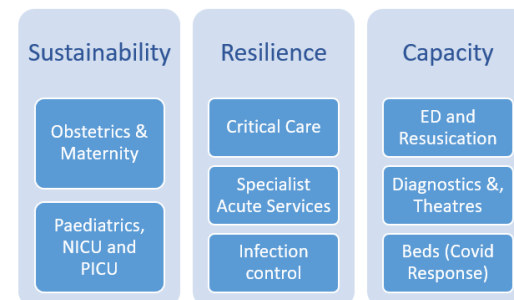 Sustainability
Obstetrics &
Maternity
Paediatrics,
NICU and
PICU
Resilience
Critical Care
Specialist
Acute Services
Infection
control
Capacity
ED and
Resusication
Diagnostics &,
Theatres
Beds (Covid
Response)